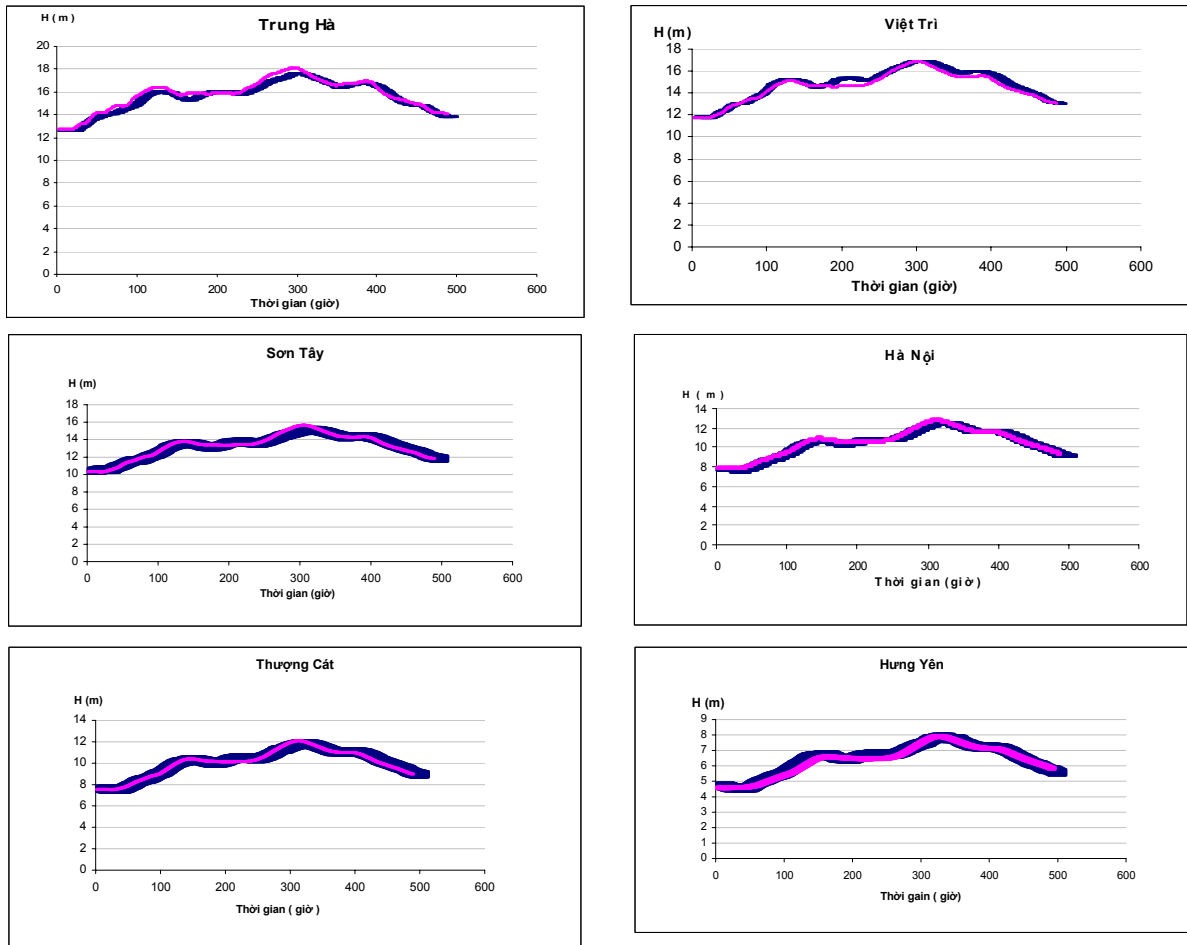 Trung Hà
H (m)
20
18
16
14
12
10
8
6
4
2
0
0 100 200 300 400 500 600
Thời gian (giờ)
Việt Trì
H (m)
18
16
14
12
10
8
6
4
2
0
0 100 200 300 400 500 600
Thời gian (giờ)
Sơn Tây
H (m)
18
16
14
12
10
8
6
4
2
0
0 100 200 300 400 500 600
Thời gian (giờ)
Hà Nội
H ( m )
14
12
10
8
6
4
2
0
0 100 200 300 400 500 600
Thời gian (giờ)
Thượng Cát
H (m)
14
12
10
8
6
4
2
0
0 100 200 300 400 500 600
Thời gian ( giờ )
Hưng Yên
H (m)
9
8
7
6
5
4
3
2
1
0
0 100 200 300 400 500 600
Thời gain (giờ)